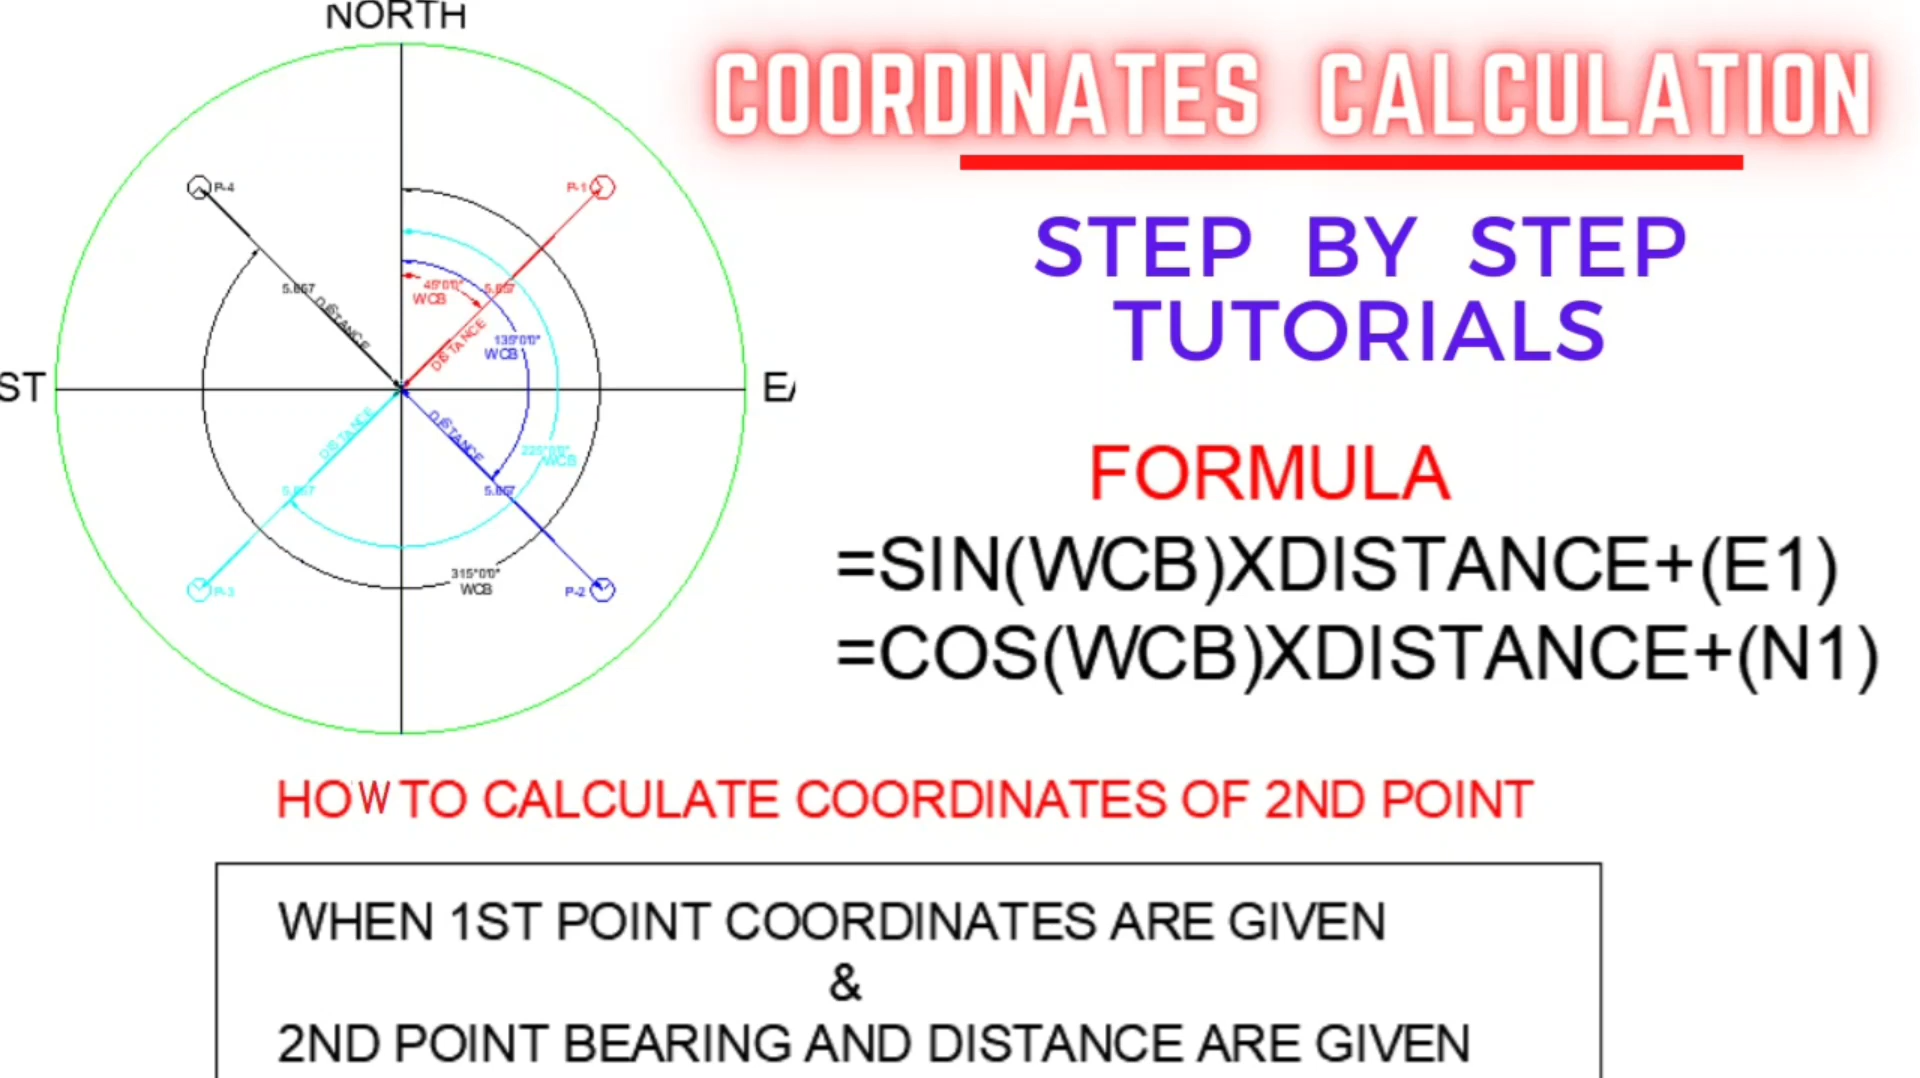 NORTH
COORDINATES CALCULATION
STEP BY STEP
TUTORIALS
P-4
P-1
45°0'0"
WCB
5.657
DISTANCE
5.657
DISTANCE
135°0'0"
WCB
ST
EA
DISTANCE
DISTANCE
225°0'0"
WCB
5.657
5.657
315°0'0"
WCB
P-3
P-2
FORMULA
=SIN(WCB)XDISTANCE+(E1)
=COS(WCB)XDISTANCE+(N1)
HOW TO CALCULATE COORDINATES OF 2ND POINT
WHEN 1ST POINT COORDINATES ARE GIVEN
&
2ND POINT BEARING AND DISTANCE ARE GIVEN